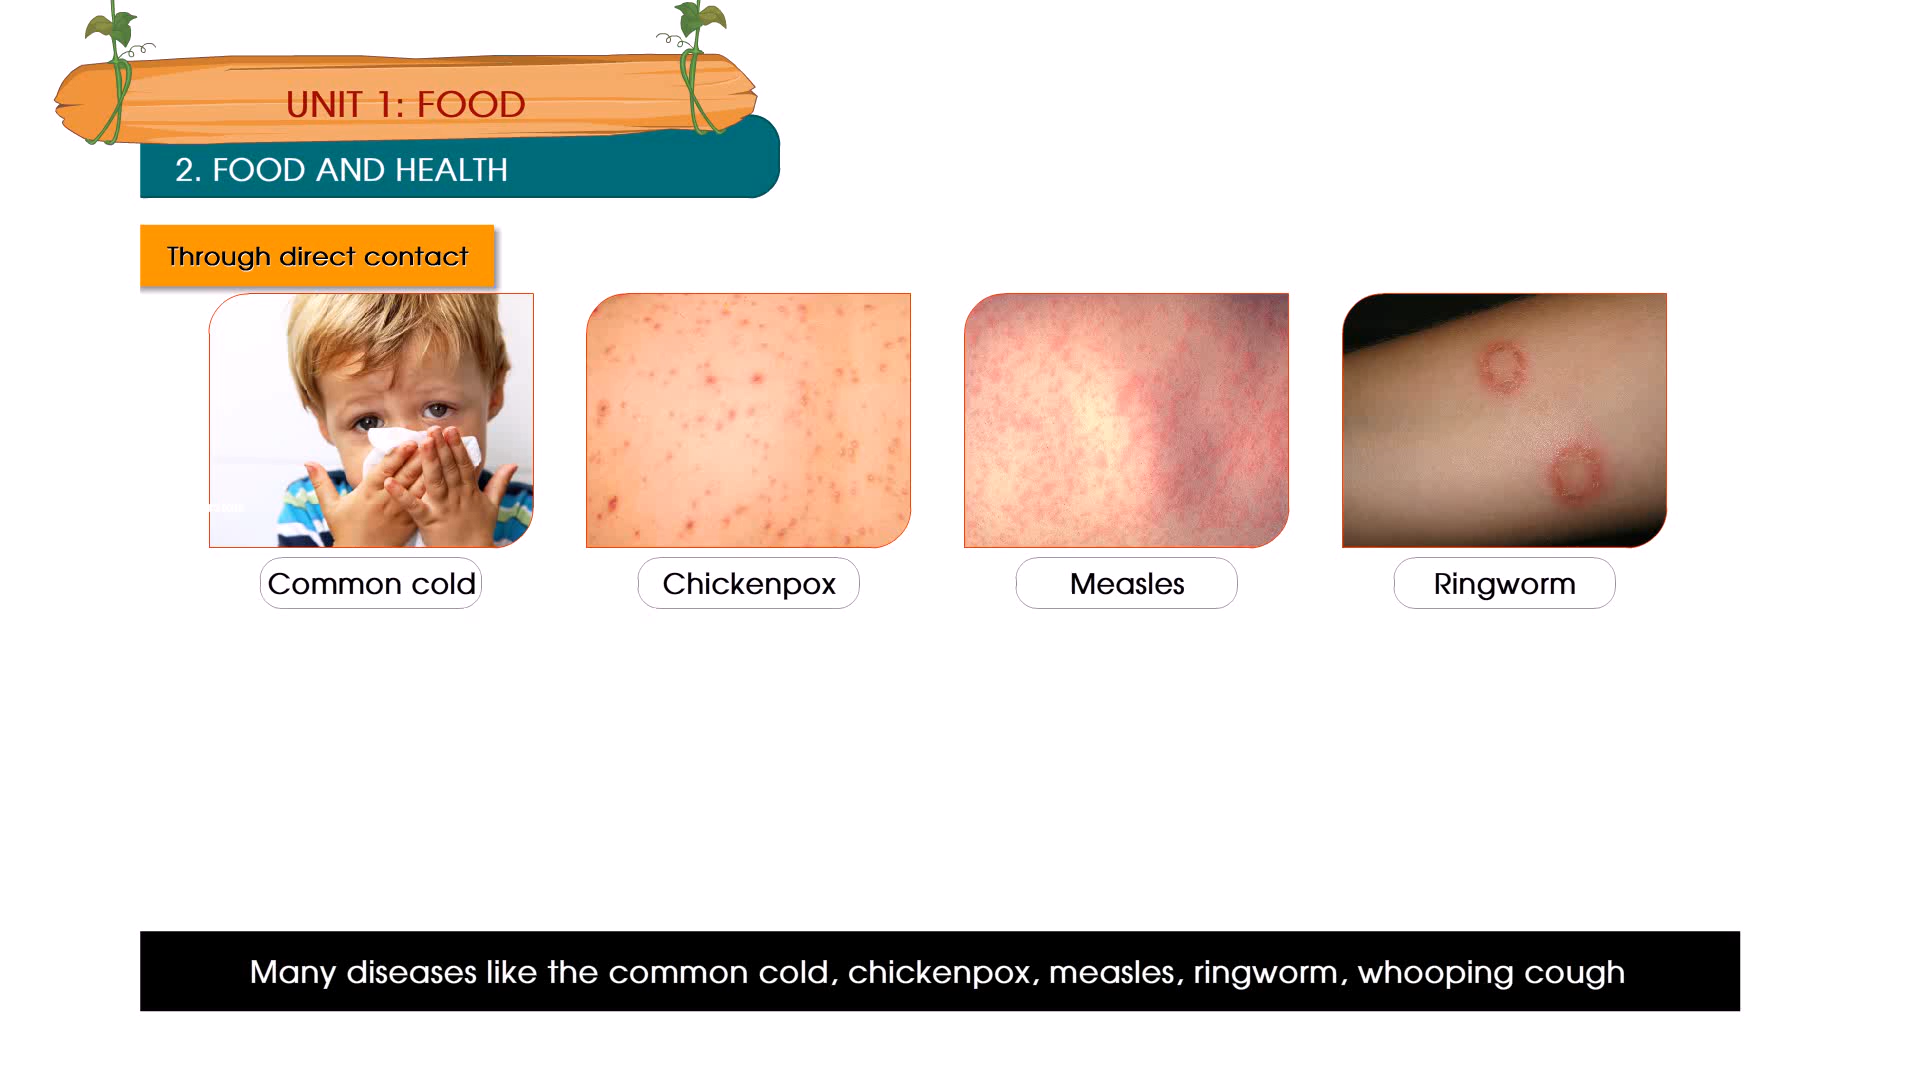 UNIT 1: FOOD
2. FOOD AND HEALTH
Through direct contact
Common cold
Chickenpox
Measles
Ringworm
Many diseases like the common cold, chickenpox, measles, ringworm, whooping cough